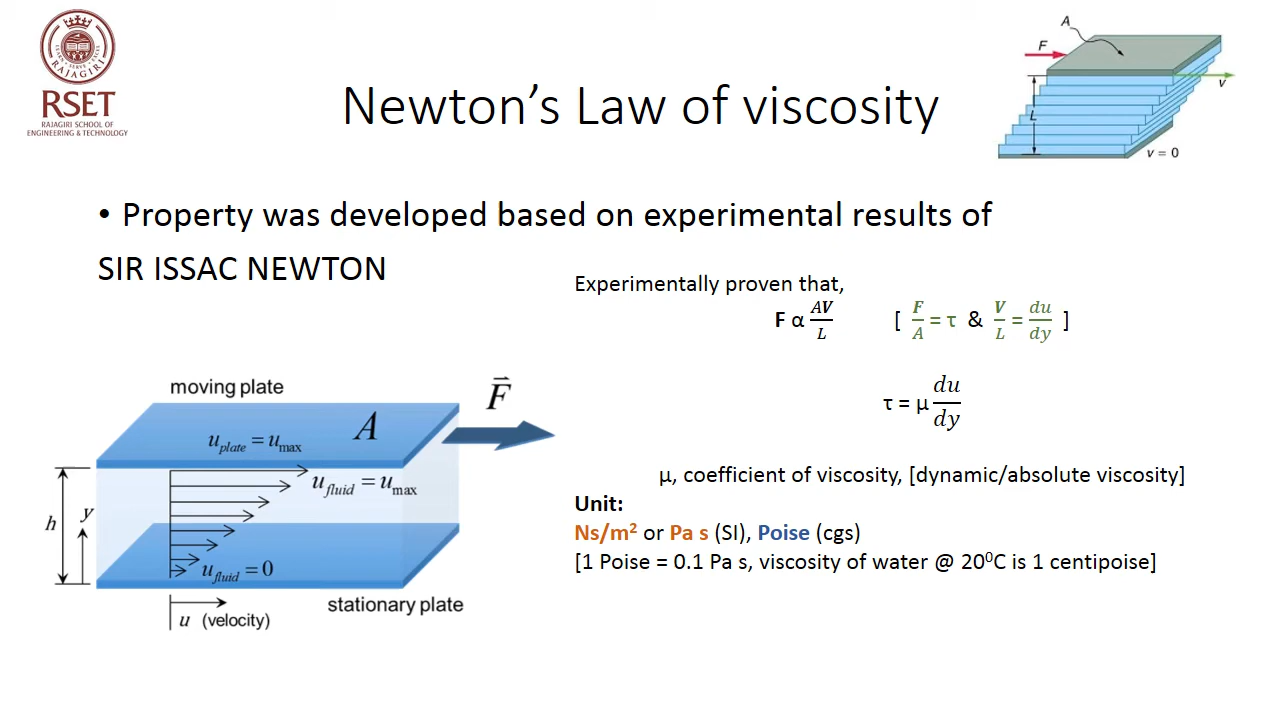 RAJAGIRI
RSET
RAJAGIRI SCHOOL OF
ENGINEERING & TECHNOLOGY
Newton’s Law of viscosity
A
F
L
v
v = 0
• Property was developed based on experimental results of
SIR ISSAC NEWTON
Experimentally proven that,
F α AV/L [ F/A = τ & V/L = du/dy ]
τ = μ du/dy
μ, coefficient of viscosity, [dynamic/absolute viscosity]
Unit:
Ns/m² or Pa s (SI), Poise (cgs)
[1 Poise = 0.1 Pa s, viscosity of water @ 20⁰C is 1 centipoise]
moving plate
F⃗
A
u_plate = u_max
u_fluid = u_max
h
y
u_fluid = 0
stationary plate
u (velocity)